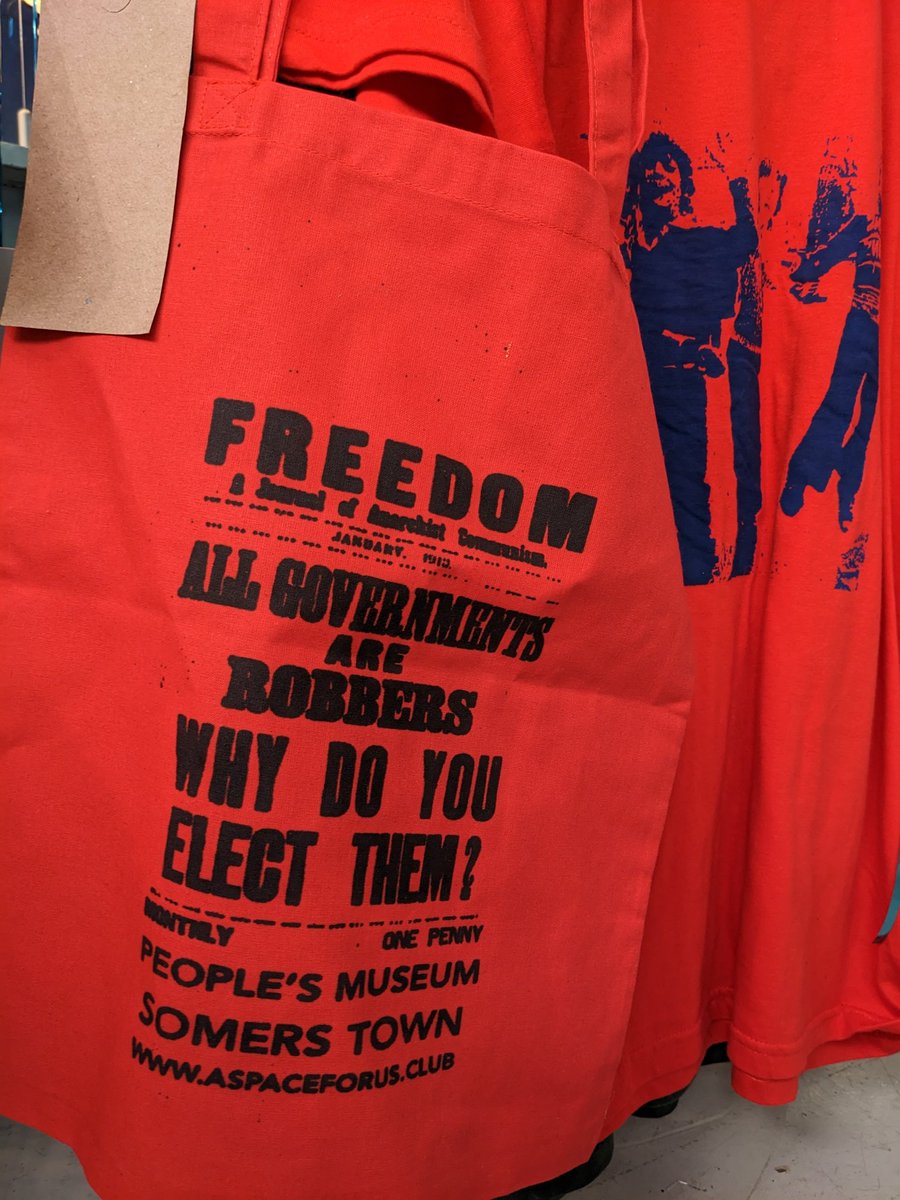 FREEDOM
A Journal of Anarchist Communism.
JANUARY, 1913.
ALL GOVERNMENTS
ARE
ROBBERS
WHY DO YOU
ELECT THEM?
MONTHLY ONE PENNY
PEOPLE'S MUSEUM
SOMERS TOWN
WWW.ASPACEFORUS.CLUB